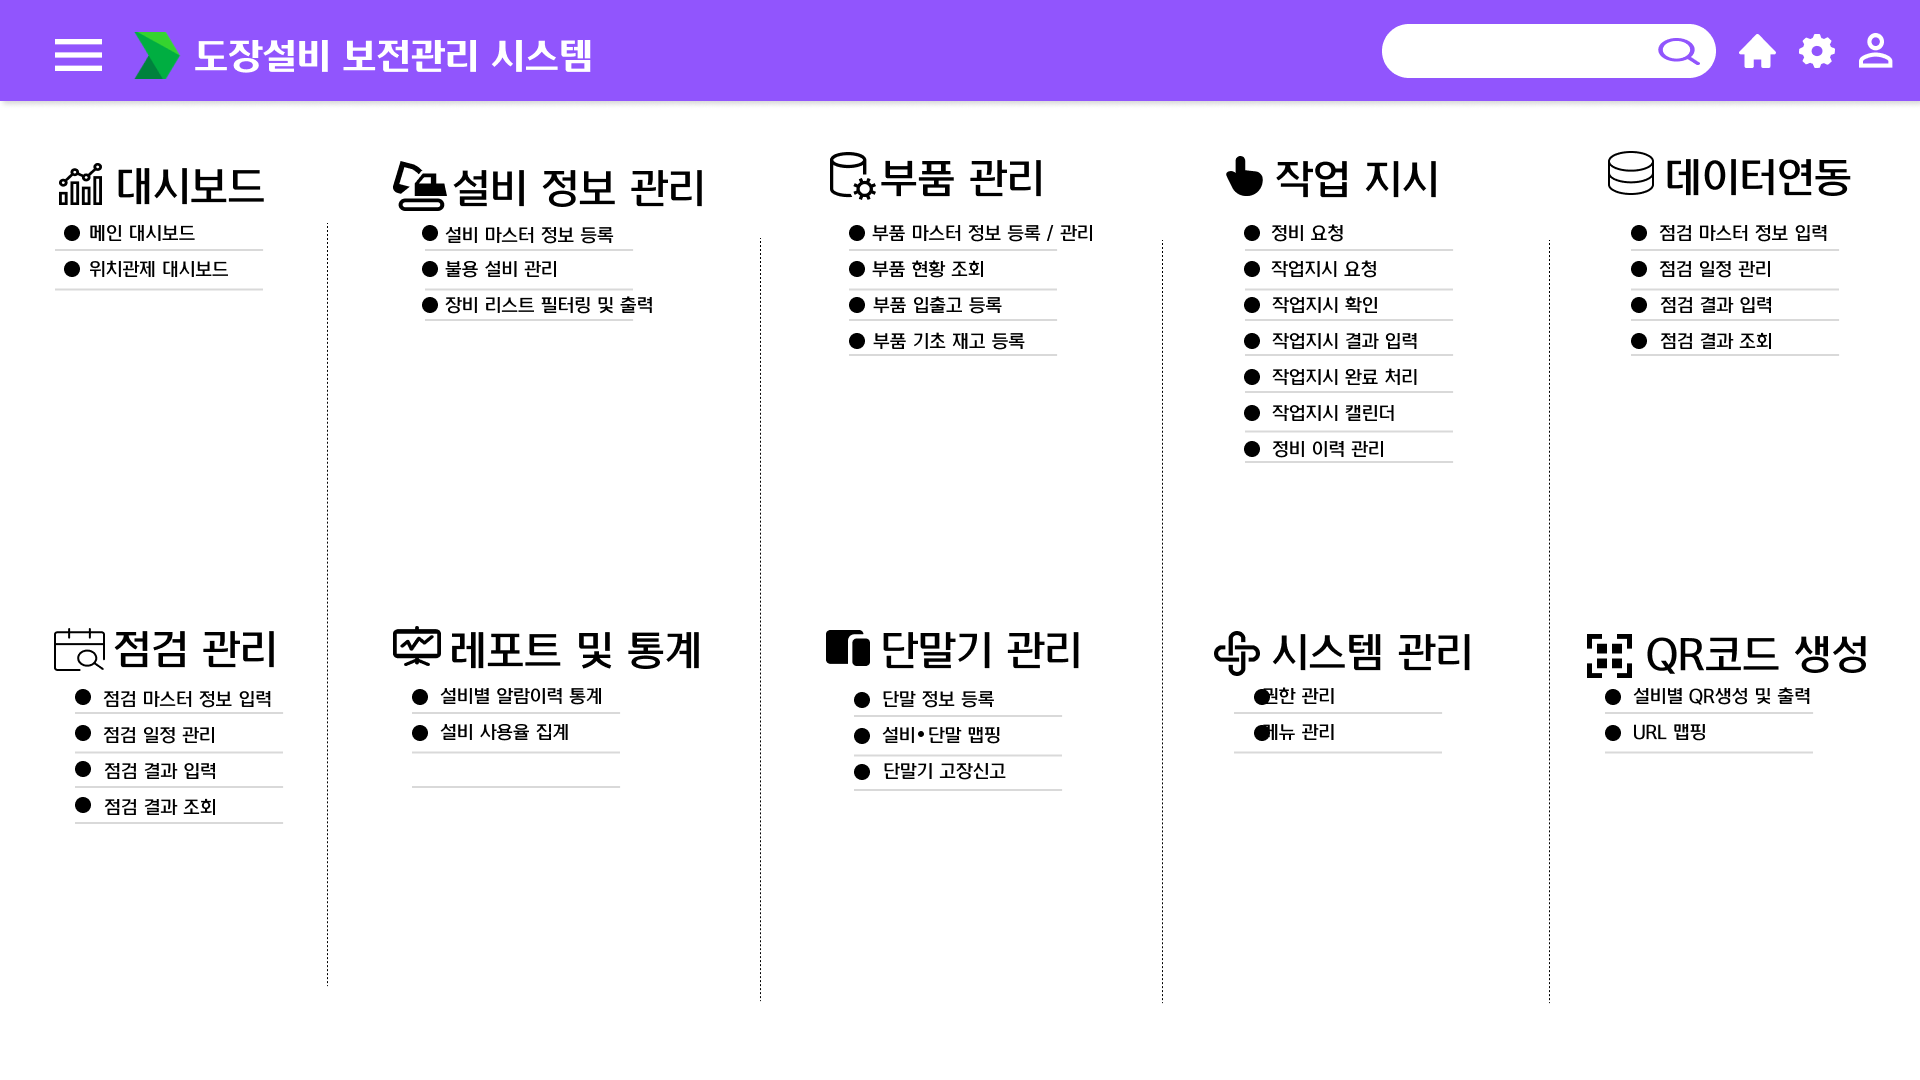 도장설비 보전관리 시스템
대시보드
메인 대시보드
위치관제 대시보드
설비 정보 관리
설비 마스터 정보 등록
불용 설비 관리
장비 리스트 필터링 및 출력
부품 관리
부품 마스터 정보 등록 / 관리
부품 현황 조회
부품 입출고 등록
부품 기초 재고 등록
작업 지시
정비 요청
작업지시 요청
작업지시 확인
작업지시 결과 입력
작업지시 완료 처리
작업지시 캘린더
정비 이력 관리
데이터연동
점검 마스터 정보 입력
점검 일정 관리
점검 결과 입력
점검 결과 조회
점검 관리
점검 마스터 정보 입력
점검 일정 관리
점검 결과 입력
점검 결과 조회
레포트 및 통계
설비별 알람이력 통계
설비 사용율 집계
단말기 관리
단말 정보 등록
설비•단말 맵핑
단말기 고장신고
시스템 관리
권한 관리
메뉴 관리
QR코드 생성
설비별 QR생성 및 출력
URL 맵핑